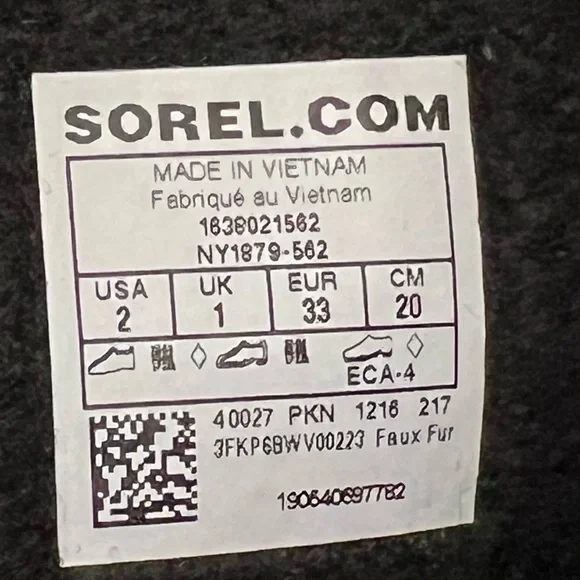 SOREL.COM
MADE IN VIETNAM
Fabriqué au Vietnam
1638021562
NY1879-562
USA UK EUR CM
2 1 33 20
ECA-4
40027 PKN 1216 217
3FKP6BWV00223 Faux Fur
190540697782